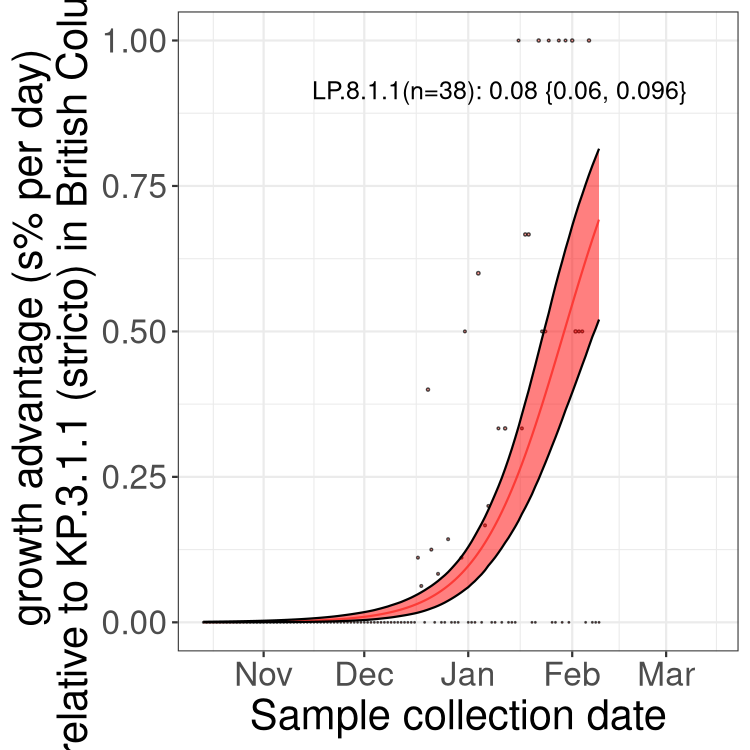 growth advantage (s% per day)
relative to KP.3.1.1 (stricto) in British Colu
1.00
0.75
0.50
0.25
0.00
LP.8.1.1(n=38): 0.08 {0.06, 0.096}
Nov Dec Jan Feb Mar
Sample collection date